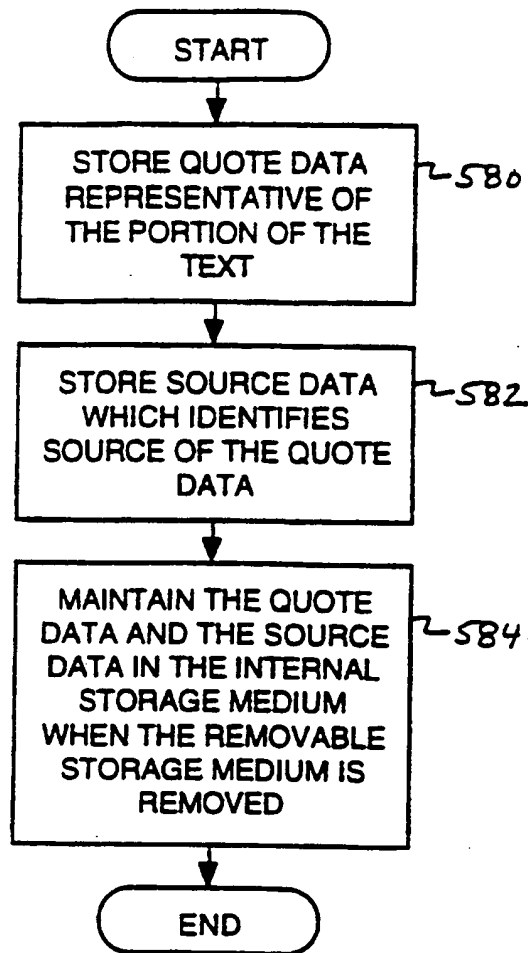 START
STORE QUOTE DATA
REPRESENTATIVE OF
THE PORTION OF THE
TEXT
580
STORE SOURCE DATA
WHICH IDENTIFIES
SOURCE OF THE QUOTE
DATA
582
MAINTAIN THE QUOTE
DATA AND THE SOURCE
DATA IN THE INTERNAL
STORAGE MEDIUM
WHEN THE REMOVABLE
STORAGE MEDIUM IS
REMOVED
584
END